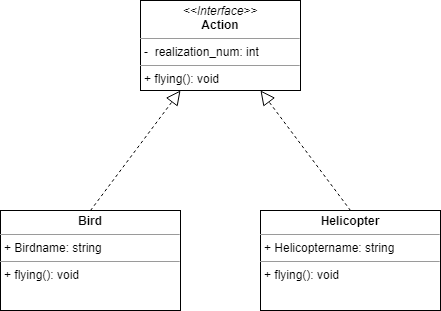 <<Interface>>
Action
- realization_num: int
+ flying(): void
Bird
+ Birdname: string
+ flying(): void
Helicopter
+ Helicoptername: string
+ flying(): void